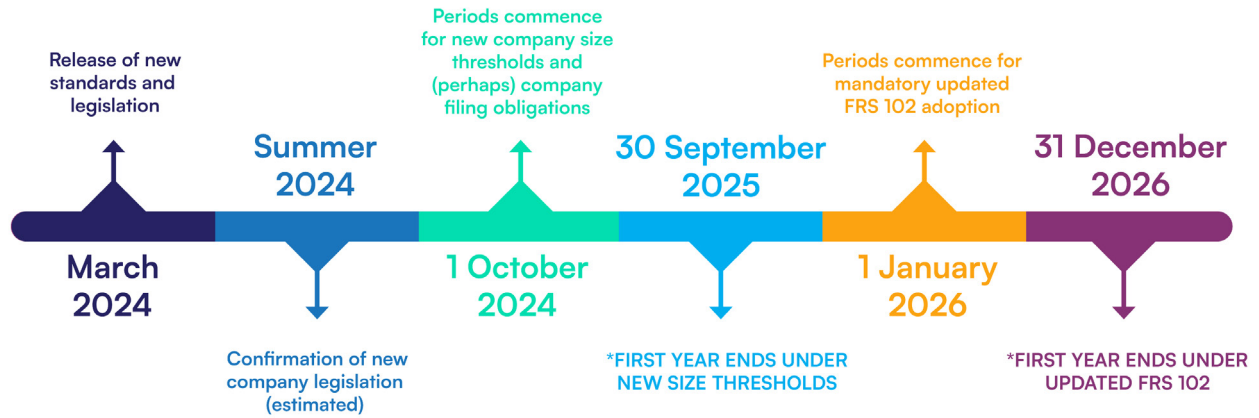 Release of new
standards and
legislation
March
2024
Summer
2024
Confirmation of new
company legislation
(estimated)
Periods commence
for new company size
thresholds and
(perhaps) company
filing obligations
1 October
2024
30 September
2025
*FIRST YEAR ENDS UNDER
NEW SIZE THRESHOLDS
Periods commence for
mandatory updated
FRS 102 adoption
1 January
2026
31 December
2026
*FIRST YEAR ENDS UNDER
UPDATED FRS 102